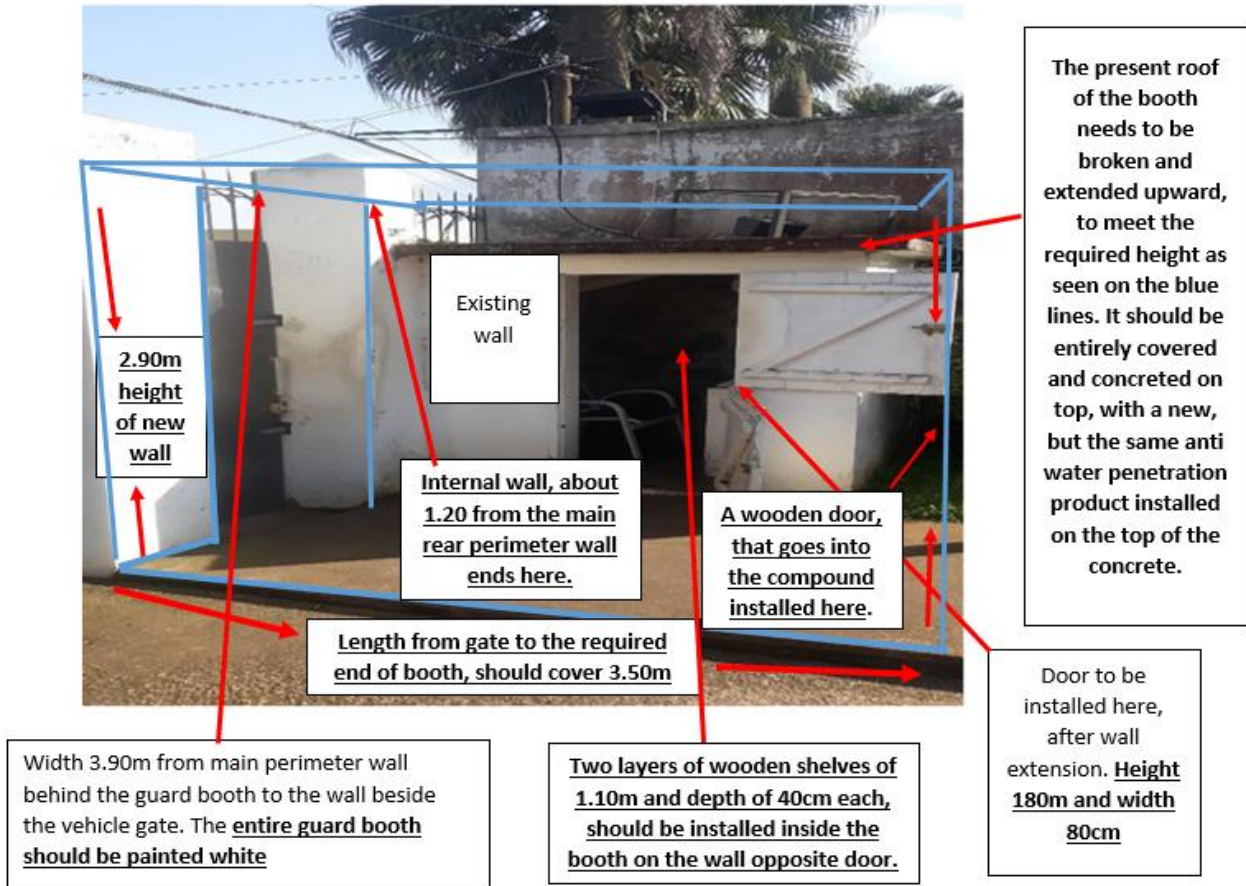 The present roof
of the booth
needs to be
broken and
extended upward,
to meet the
required height as
seen on the blue
lines. It should be
entirely covered
and concreted on
top, with a new,
but the same anti
water penetration
product installed
on the top of the
concrete.
Existing
wall
2.90m
height
of new
wall
Internal wall, about
1.20 from the main
rear perimeter wall
ends here.
A wooden door,
that goes into
the compound
installed here.
Length from gate to the required
end of booth, should cover 3.50m
Door to be
installed here,
after wall
extension. Height
180m and width
80cm
Width 3.90m from main perimeter wall
behind the guard booth to the wall beside
the vehicle gate. The entire guard booth
should be painted white
Two layers of wooden shelves of
1.10m and depth of 40cm each,
should be installed inside the
booth on the wall opposite door.